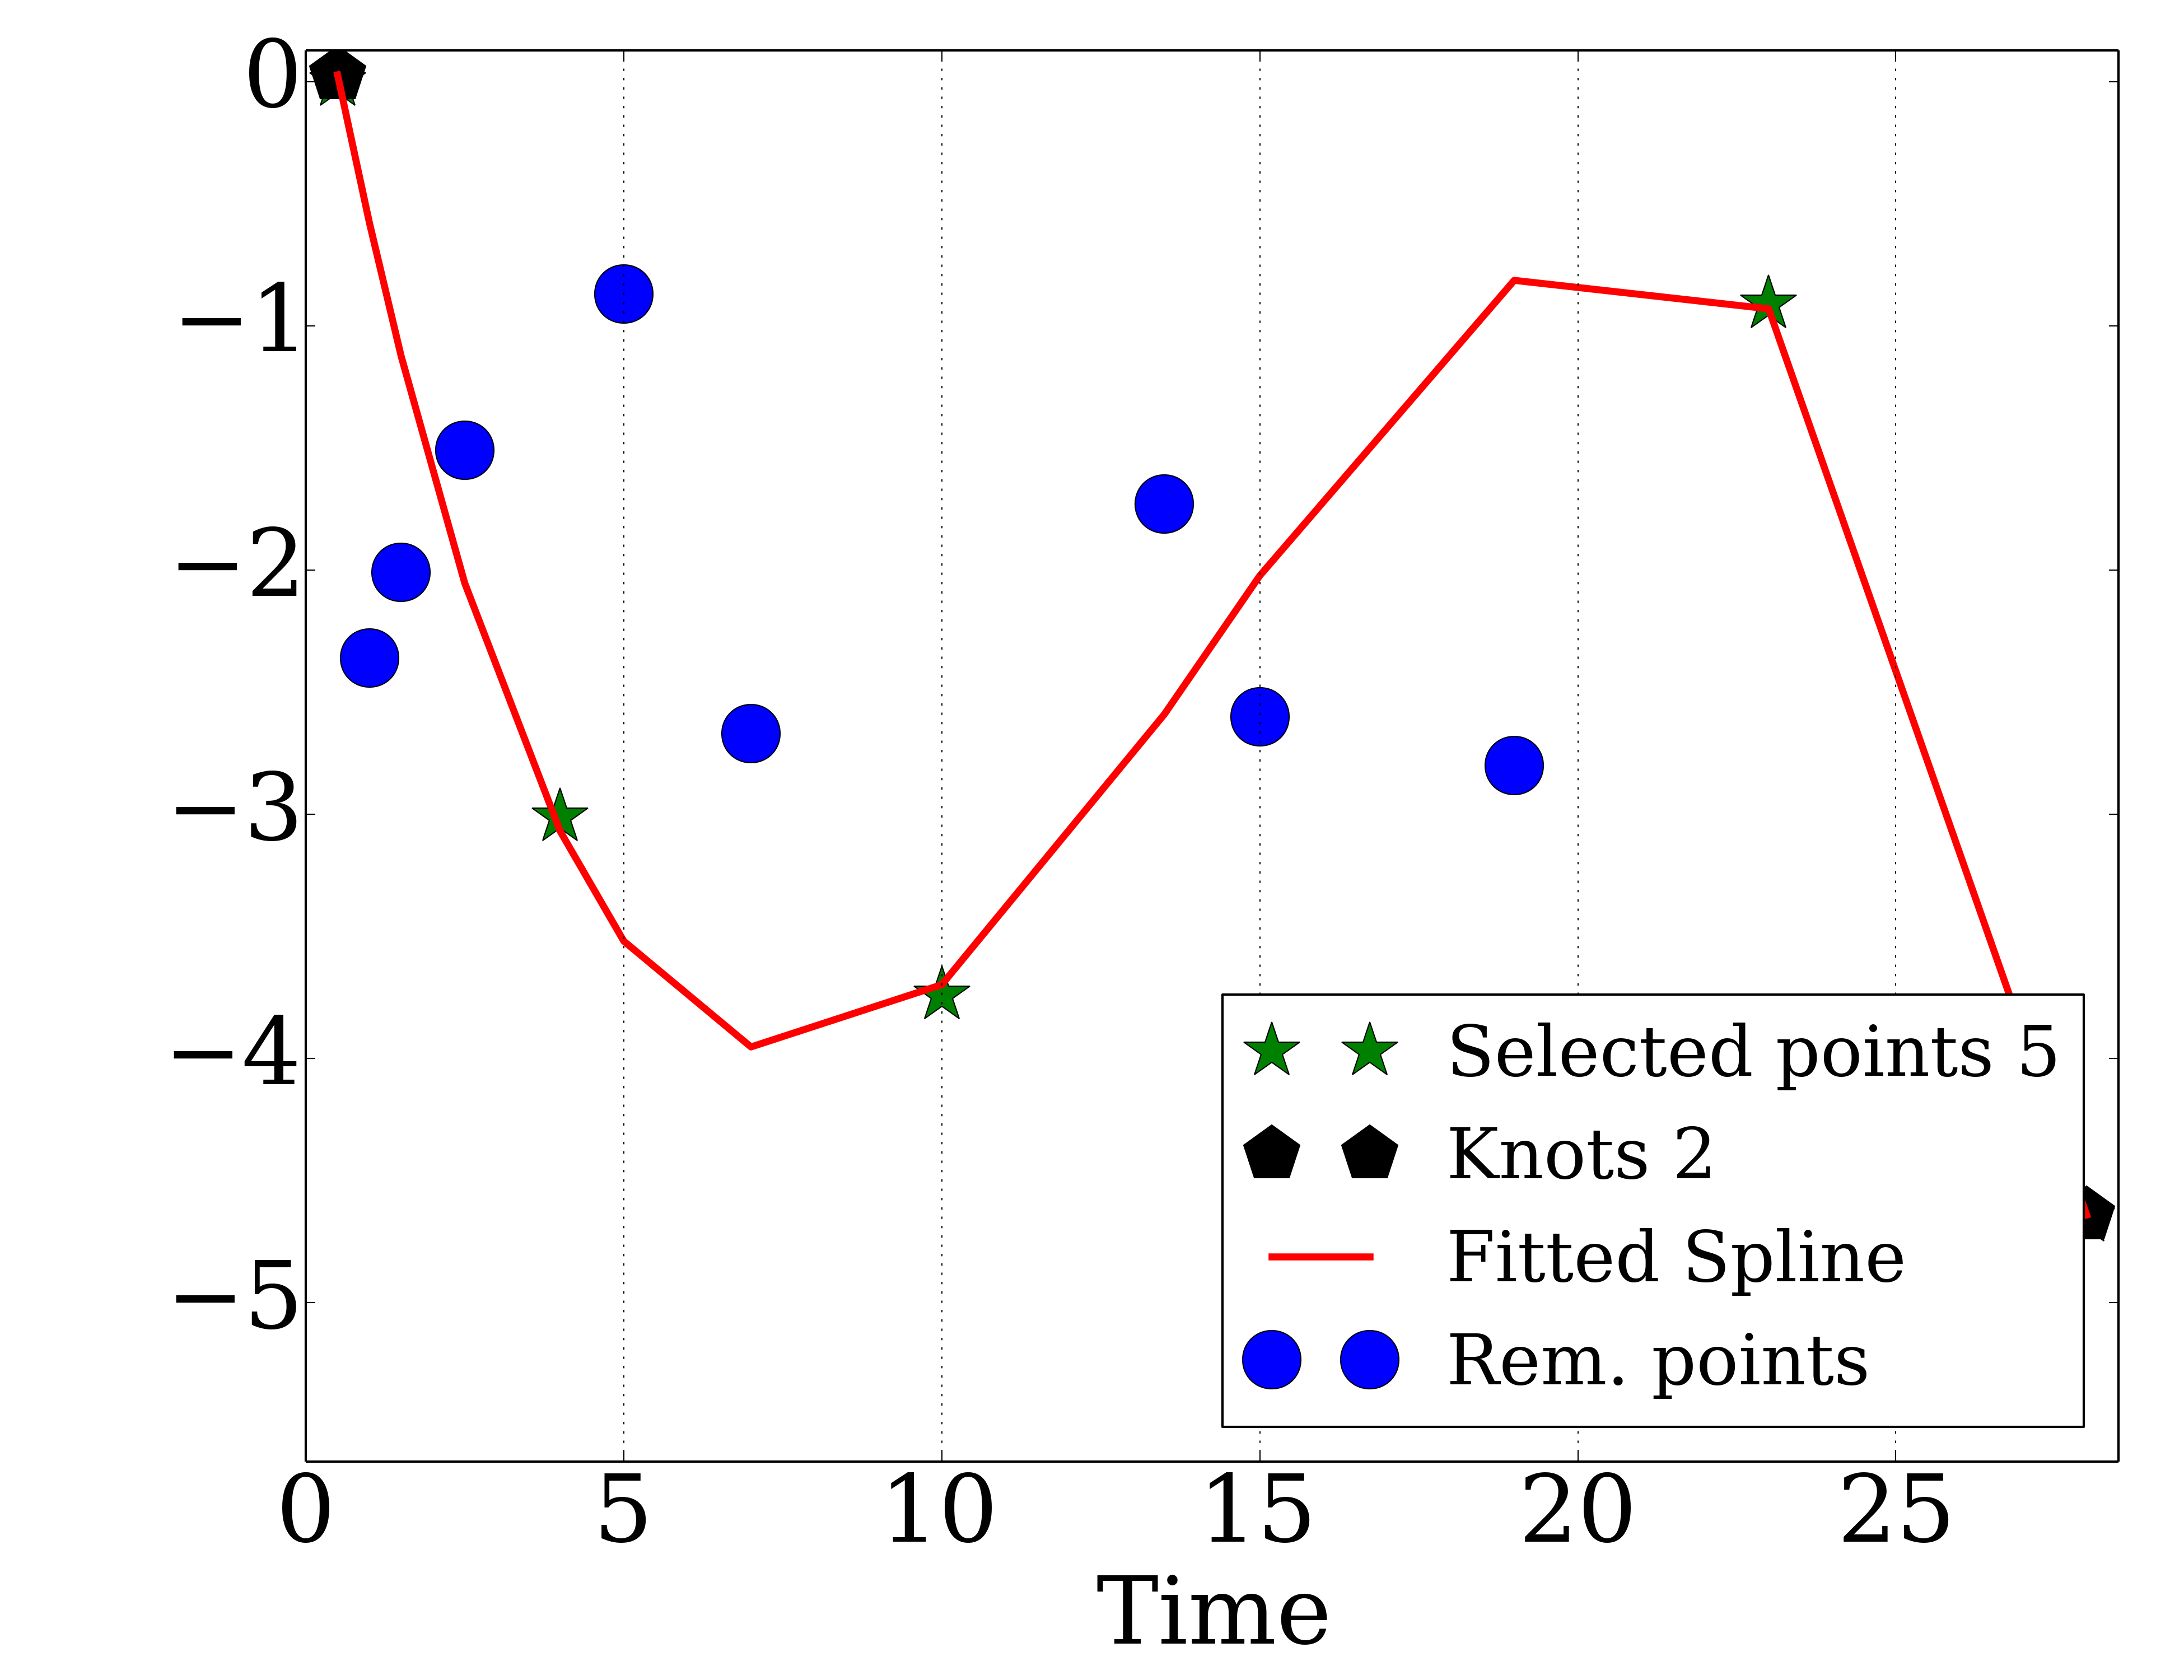 0
−1
−2
−3
−4
−5
Selected points 5
Knots 2
Fitted Spline
Rem. points
0 5 10 15 20 25
Time